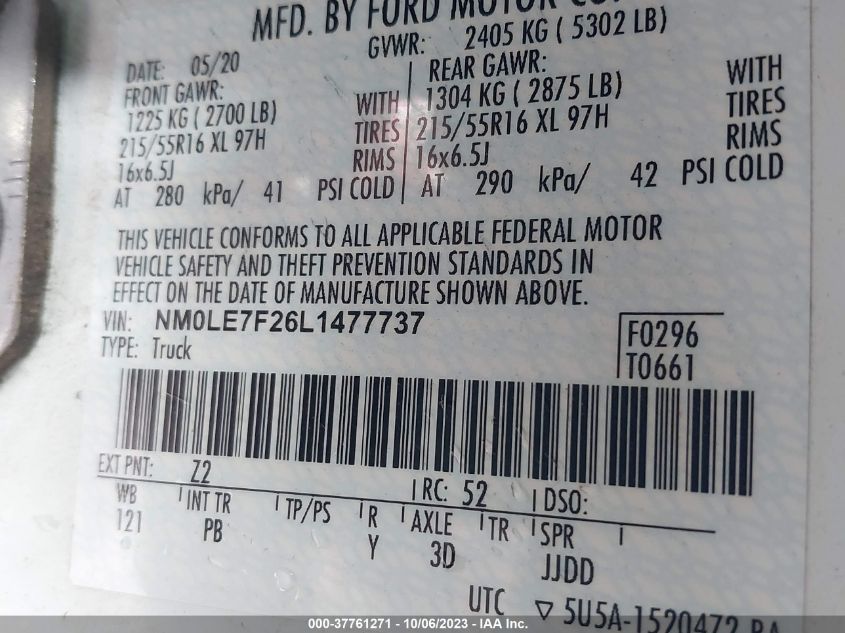 MFD. BY FORD MOTOR CO
GVWR: 2405 KG ( 5302 LB)
DATE: 05/20
FRONT GAWR:
1225 KG ( 2700 LB)
215/55R16 XL 97H
16x6.5J
AT 280 kPa/ 41 PSI COLD
WITH
TIRES
RIMS
REAR GAWR:
1304 KG ( 2875 LB)
215/55R16 XL 97H
16x6.5J
AT 290 kPa/ 42 PSI COLD
WITH
TIRES
RIMS
THIS VEHICLE CONFORMS TO ALL APPLICABLE FEDERAL MOTOR
VEHICLE SAFETY AND THEFT PREVENTION STANDARDS IN
EFFECT ON THE DATE OF MANUFACTURE SHOWN ABOVE.
VIN: NM0LE7F26L1477737
TYPE: Truck
F0296
T0661
EXT PNT: Z2 RC: 52 DSO:
WB INT TR TP/PS R AXLE TR SPR
121 PB Y 3D JJDD
UTC ▽ 5U5A-1520472 BA
000-37761271 - 10/06/2023 - IAA Inc.